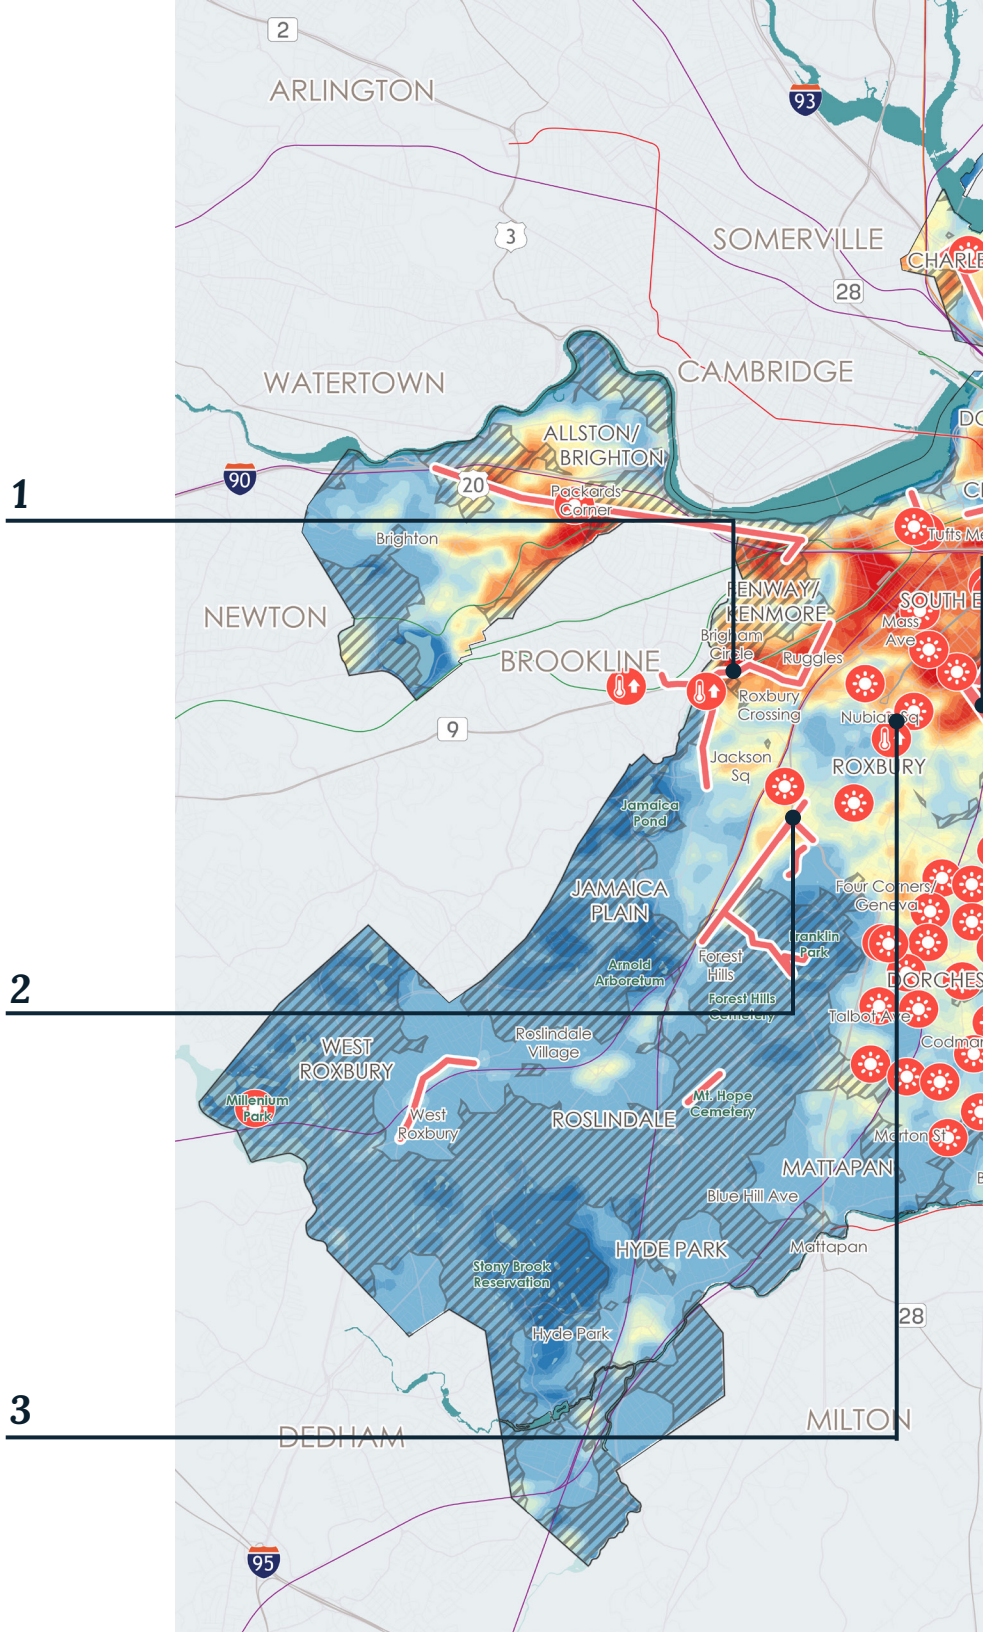 2
ARLINGTON
93
3
SOMERVILLE
CHARLE
28
WATERTOWN
CAMBRIDGE
DO
ALLSTON/
BRIGHTON
90
20
Packards
Corner
C
1
Tufts Me
Brighton
FENWAY/
KENMORE
SOUTH E
Mass
Ave
NEWTON
Brigham
Circle
Ruggles
BROOKLINE
Roxbury
Crossing
Nubian Sq
9
Jackson
Sq
ROXBURY
Jamaica
Pond
JAMAICA
PLAIN
Four Corners/
Geneva
Franklin
Park
Forest
Hills
Arnold
Arboretum
DORCHES
2
Forest Hills
Cemetery
Talbot Ave
Roslindale
Village
Codman
WEST
ROXBURY
Millenium
Park
Mt. Hope
Cemetery
West
Roxbury
ROSLINDALE
Morton St
MATTAPAN
B
Blue Hill Ave
HYDE PARK
Mattapan
Stony Brook
Reservation
28
Hyde Park
3
MILTON
DEDHAM
95